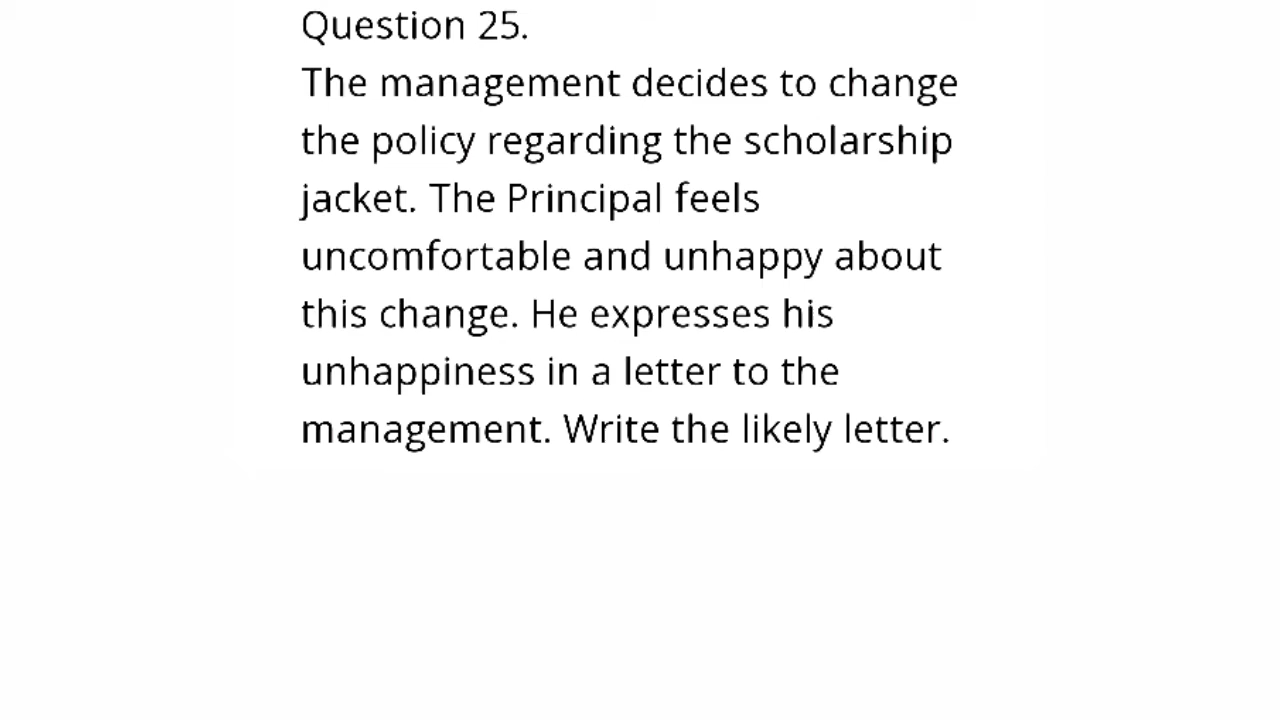 Question 25.
The management decides to change
the policy regarding the scholarship
jacket. The Principal feels
uncomfortable and unhappy about
this change. He expresses his
unhappiness in a letter to the
management. Write the likely letter.